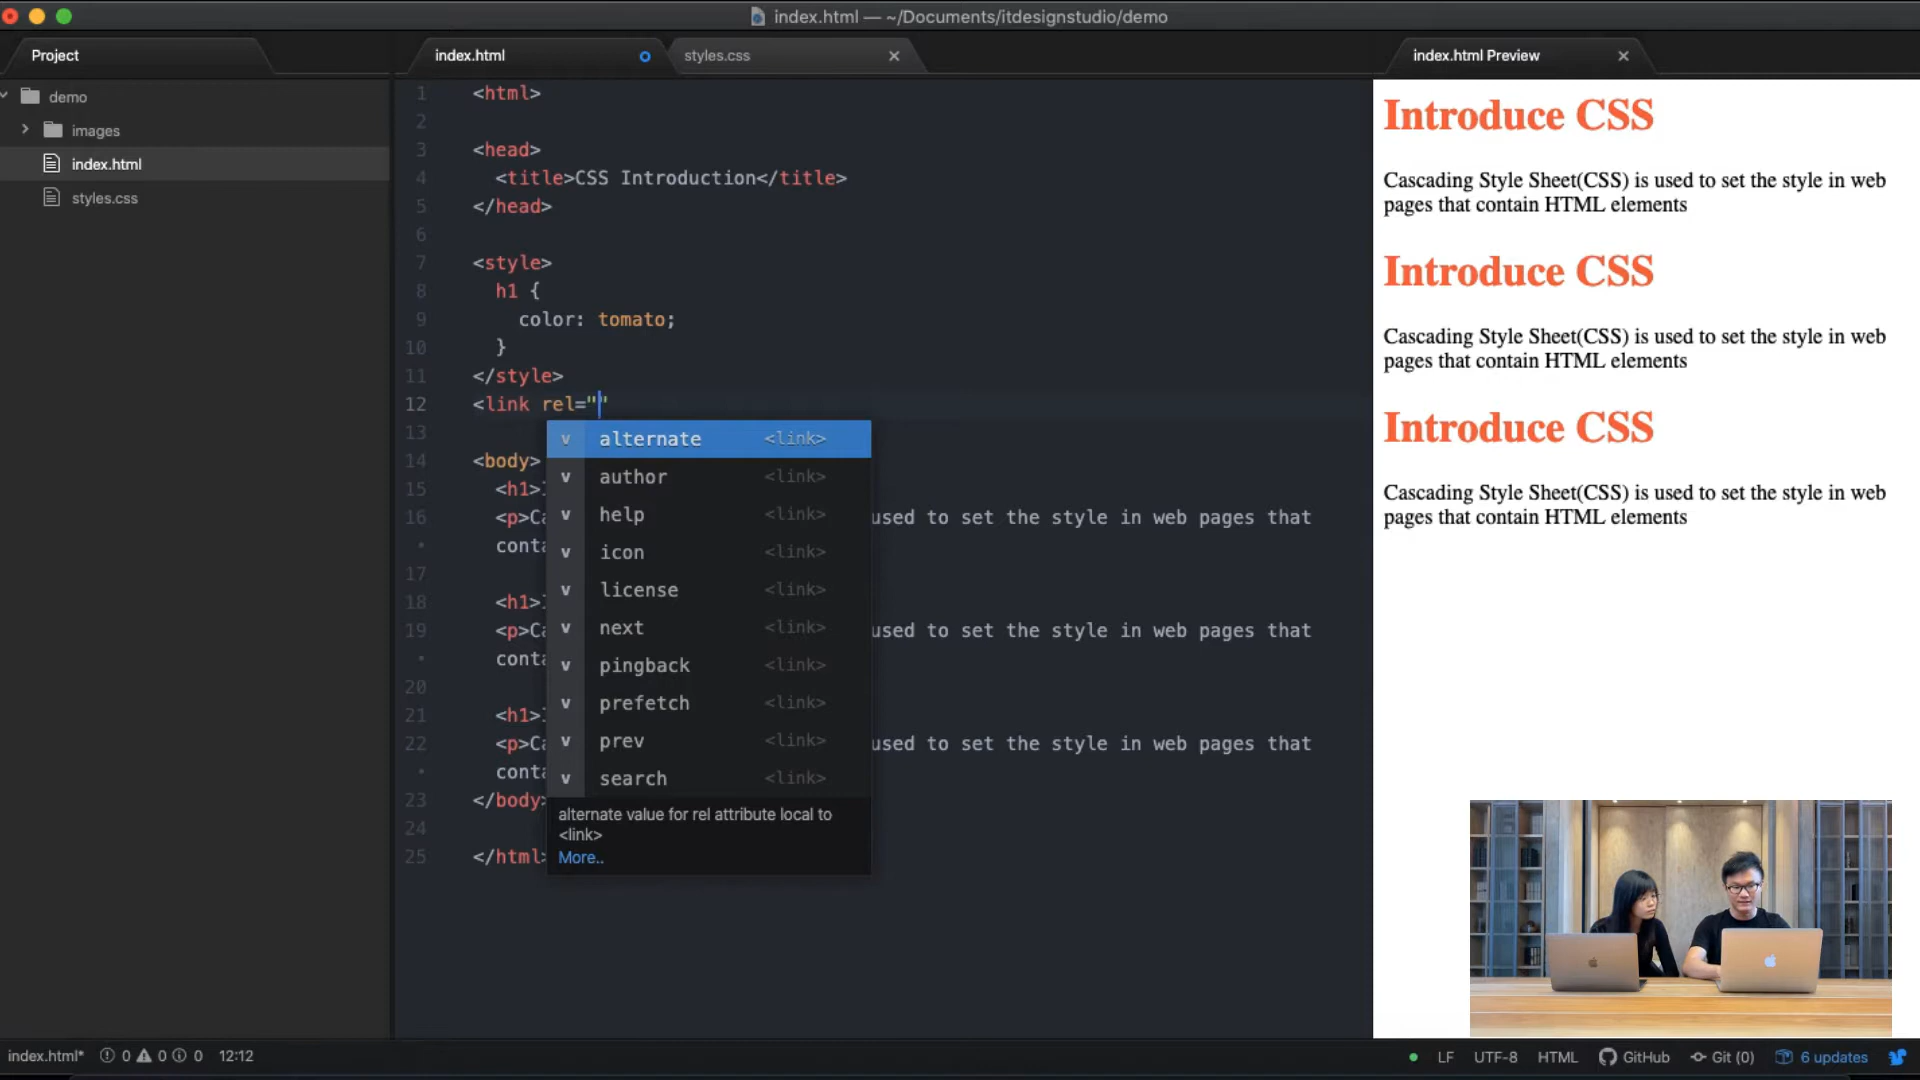 index.html — ~/Documents/itdesignstudio/demo
Project
index.html
styles.css
index.html Preview
demo
images
index.html
styles.css
1 <html>
2
3 <head>
4 <title>CSS Introduction</title>
5 </head>
6
7 <style>
8 h1 {
9 color: tomato;
10 }
11 </style>
12 <link rel=""
13
14 <body>
15 <h1>
16 <p>Ca used to set the style in web pages that
• conta
17
18 <h1>
19 <p>Ca used to set the style in web pages that
• conta
20
21 <h1>
22 <p>Ca used to set the style in web pages that
• conta
23 </body>
24
25 </html>
v alternate <link>
v author <link>
v help <link>
v icon <link>
v license <link>
v next <link>
v pingback <link>
v prefetch <link>
v prev <link>
v search <link>
alternate value for rel attribute local to
<link>
More..
Introduce CSS
Cascading Style Sheet(CSS) is used to set the style in web
pages that contain HTML elements
Introduce CSS
Cascading Style Sheet(CSS) is used to set the style in web
pages that contain HTML elements
Introduce CSS
Cascading Style Sheet(CSS) is used to set the style in web
pages that contain HTML elements
index.html* 0 0 0 12:12
LF UTF-8 HTML GitHub Git (0) 6 updates